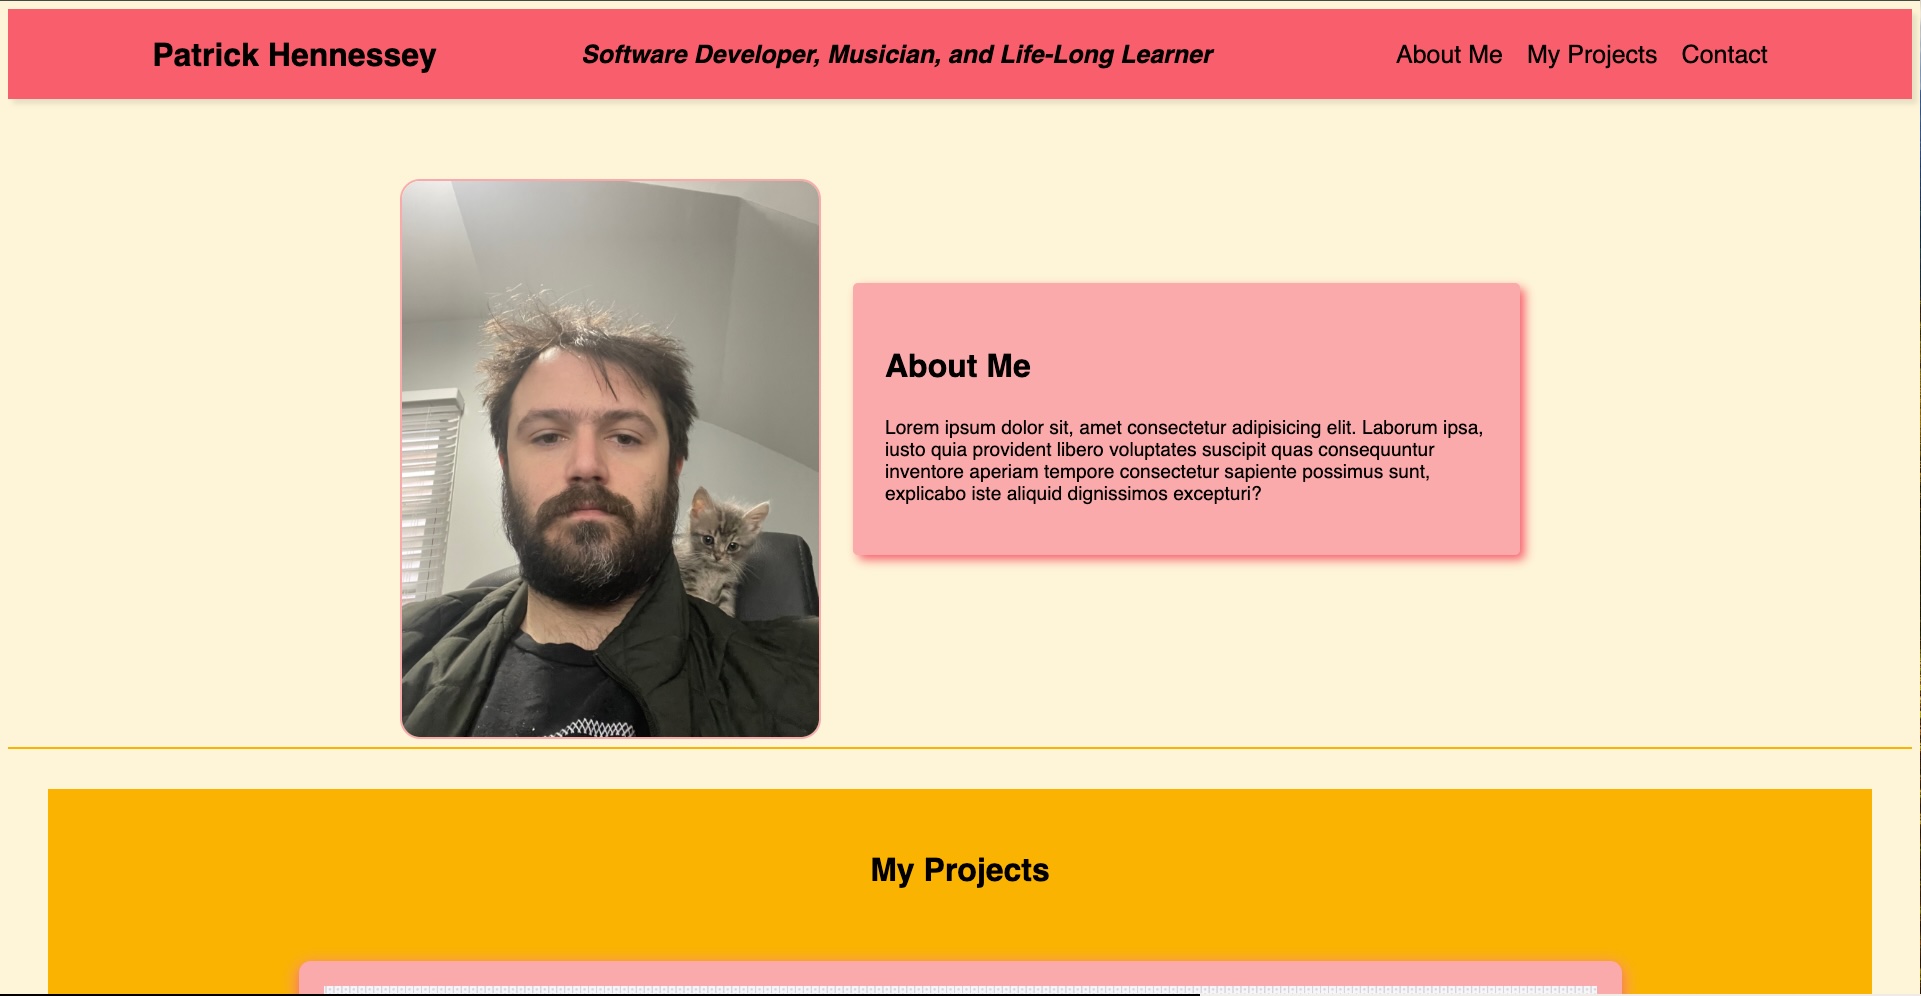 Patrick Hennessey
Software Developer, Musician, and Life-Long Learner
About Me My Projects Contact
About Me
Lorem ipsum dolor sit, amet consectetur adipisicing elit. Laborum ipsa,
iusto quia provident libero voluptates suscipit quas consequuntur
inventore aperiam tempore consectetur sapiente possimus sunt,
explicabo iste aliquid dignissimos excepturi?
My Projects